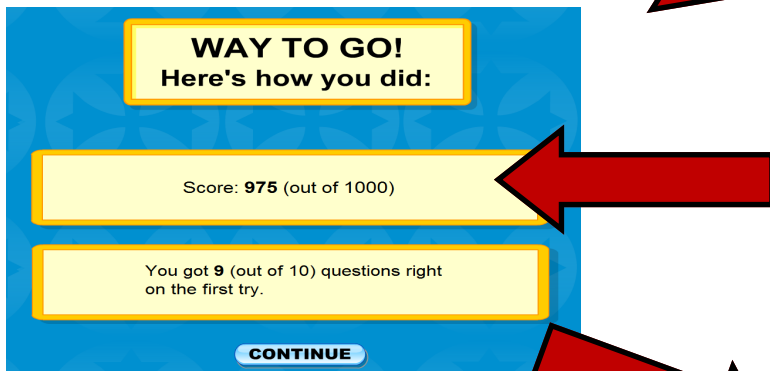 WAY TO GO!
Here's how you did:
Score: 975 (out of 1000)
You got 9 (out of 10) questions right
on the first try.
CONTINUE